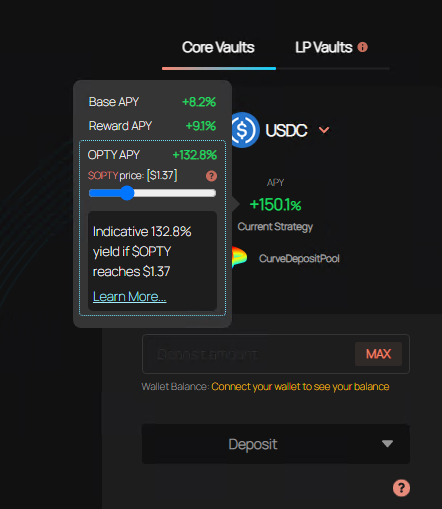 Core Vaults LP Vaults
Base APY +8.2%
Reward APY +9.1%
OPTY APY +132.8%
$OPTY price: [$1.37] ?
Indicative 132.8%
yield if $OPTY
reaches $1.37
Learn More...
USDC
APY
+150.1%
Current Strategy
CurveDepositPool
Deposit amount MAX
Wallet Balance: Connect your wallet to see your balance
Deposit
?